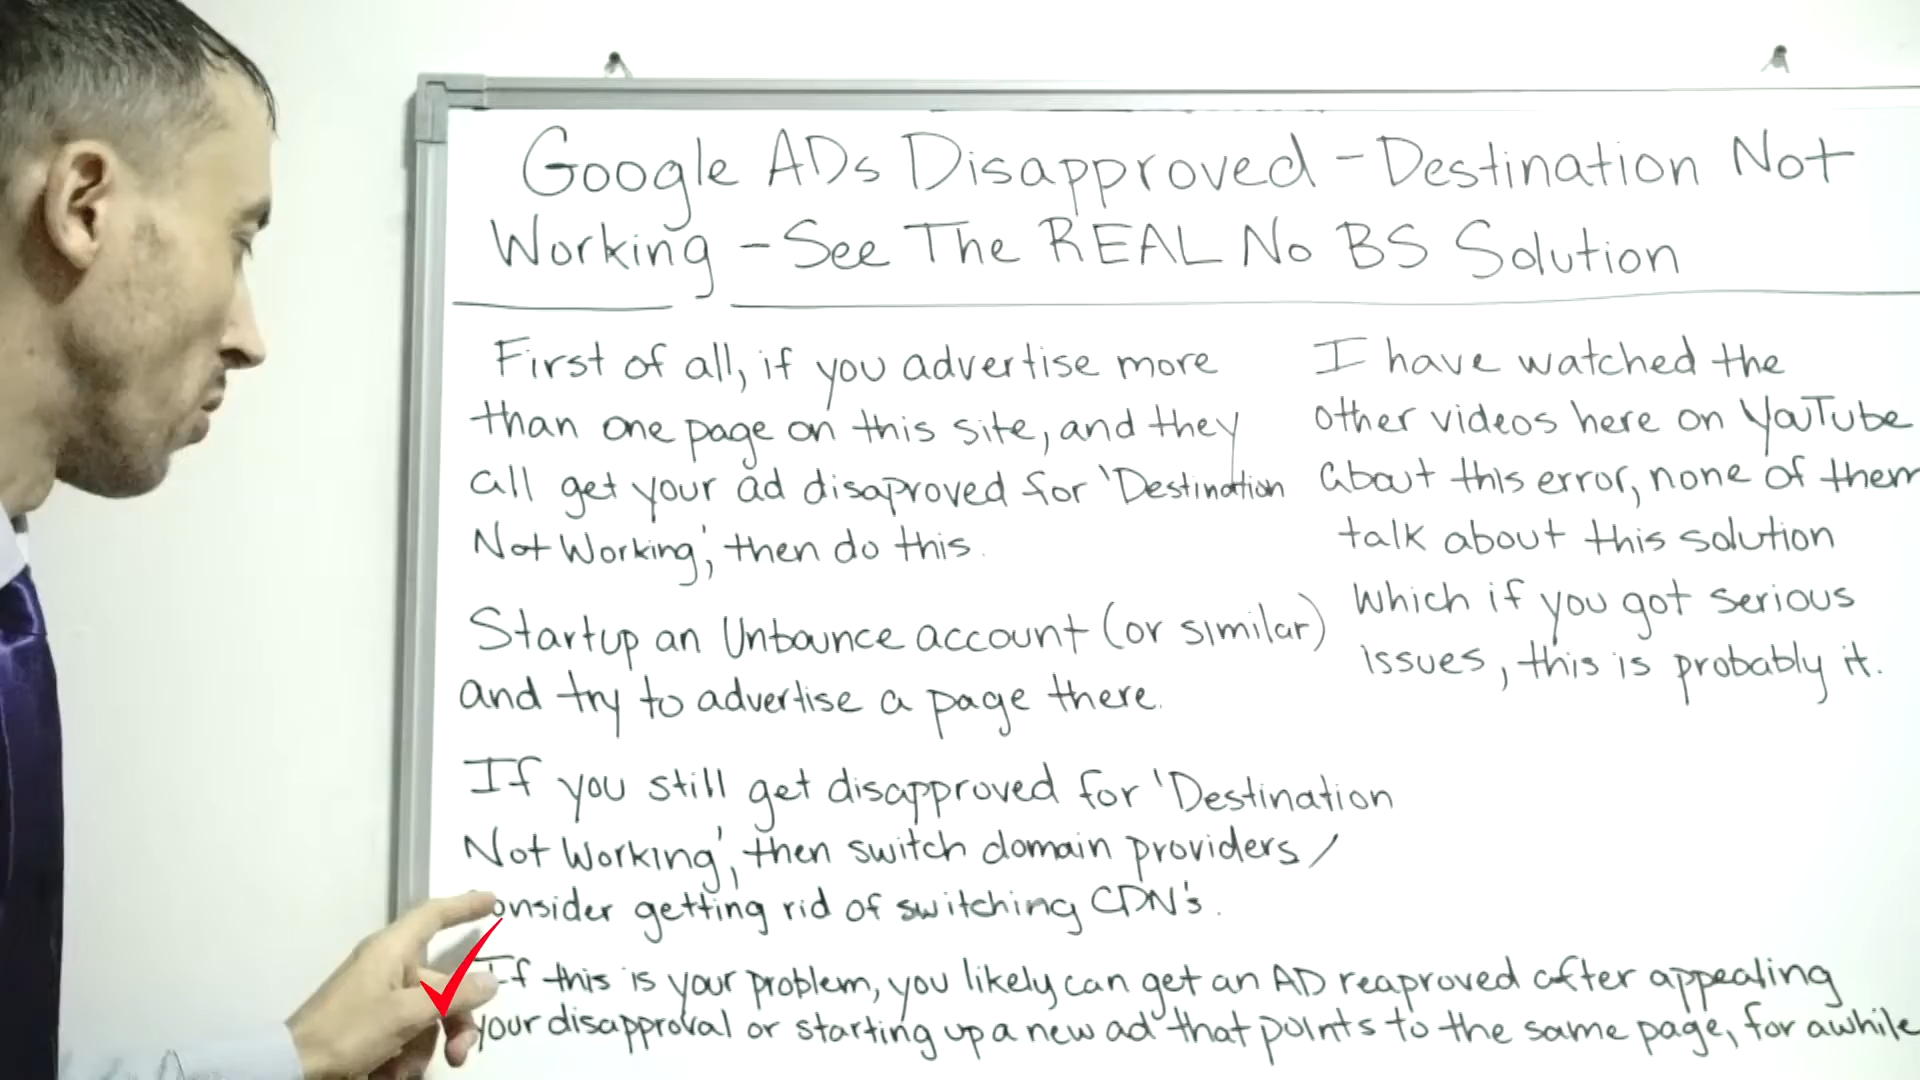 Google ADs Disapproved - Destination Not
Working - See The REAL No BS Solution
First of all, if you advertise more
than one page on this site, and they
all get your ad disaproved for 'Destination
Not Working', then do this.
Startup an Unbounce account (or similar)
and try to advertise a page there.
If you still get disapproved for 'Destination
Not Working', then switch domain providers/
onsider getting rid of switching CDN's.
If this is your problem, you likely can get an AD reaproved after appealing
your disapproval or starting up a new ad that points to the same page, for awhile
I have watched the
other videos here on YouTube
about this error, none of them
talk about this solution
which if you got serious
issues, this is probably it.